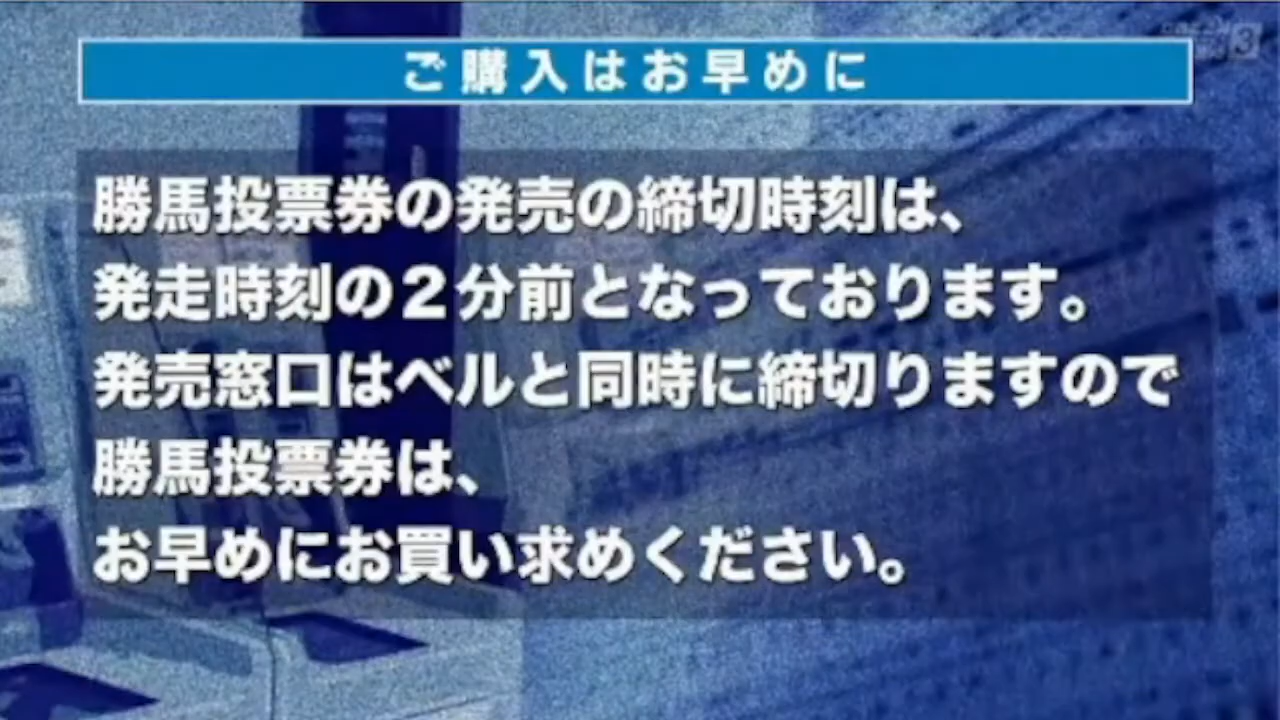 ご購入はお早めに
勝馬投票券の発売の締切時刻は、
発走時刻の２分前となっております。
発売窓口はベルと同時に締切りますので
勝馬投票券は、
お早めにお買い求めください。